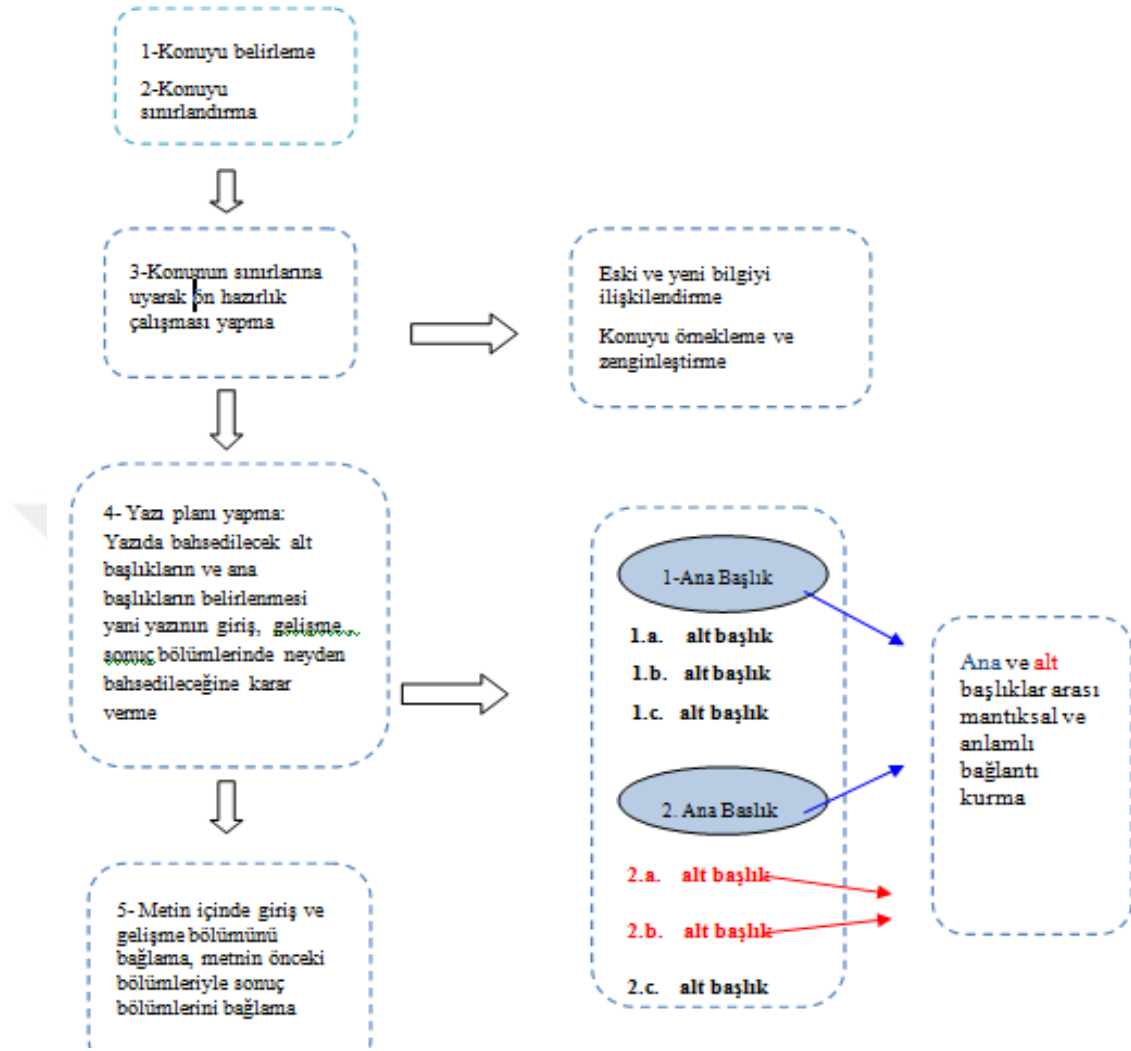 1-Konuyu belirleme
2-Konuyu
sınırlandırma
3-Konunun sınırlarına
uyarak ön hazırlık
çalışması yapma
Eski ve yeni bilgiyi
ilişkilendirme
Konuyu örnekleme ve
zenginleştirme
4- Yazı planı yapma:
Yazıda bahsedilecek alt
başlıkların ve ana
başlıkların belirlenmesi
yani yazının giriş, gelişme,
sonuç bölümlerinde neyden
bahsedileceğine karar
verme
1-Ana Başlık
1.a. alt başlık
1.b. alt başlık
1.c. alt başlık
2. Ana Baslık
2.a. alt başlık
2.b. alt başlık
2.c. alt başlık
Ana ve alt
başlıklar arası
mantıksal ve
anlamlı
bağlantı
kurma
5- Metin içinde giriş ve
gelişme bölümünü
bağlama, metnin önceki
bölümleriyle sonuç
bölümlerini bağlama